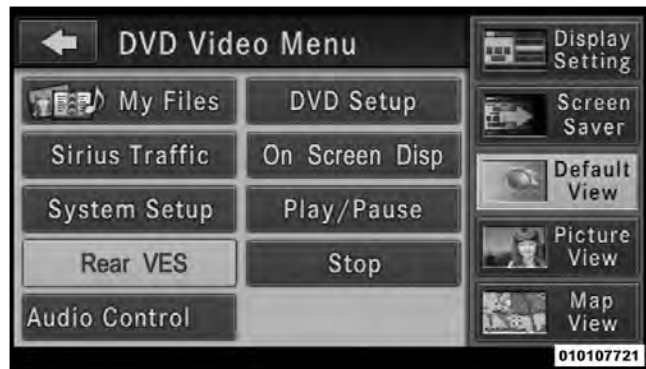 DVD Video Menu
My Files
DVD Setup
Sirius Traffic
On Screen Disp
System Setup
Play/Pause
Rear VES
Stop
Audio Control
Display
Setting
Screen
Saver
Default
View
Picture
View
Map
View
010107721